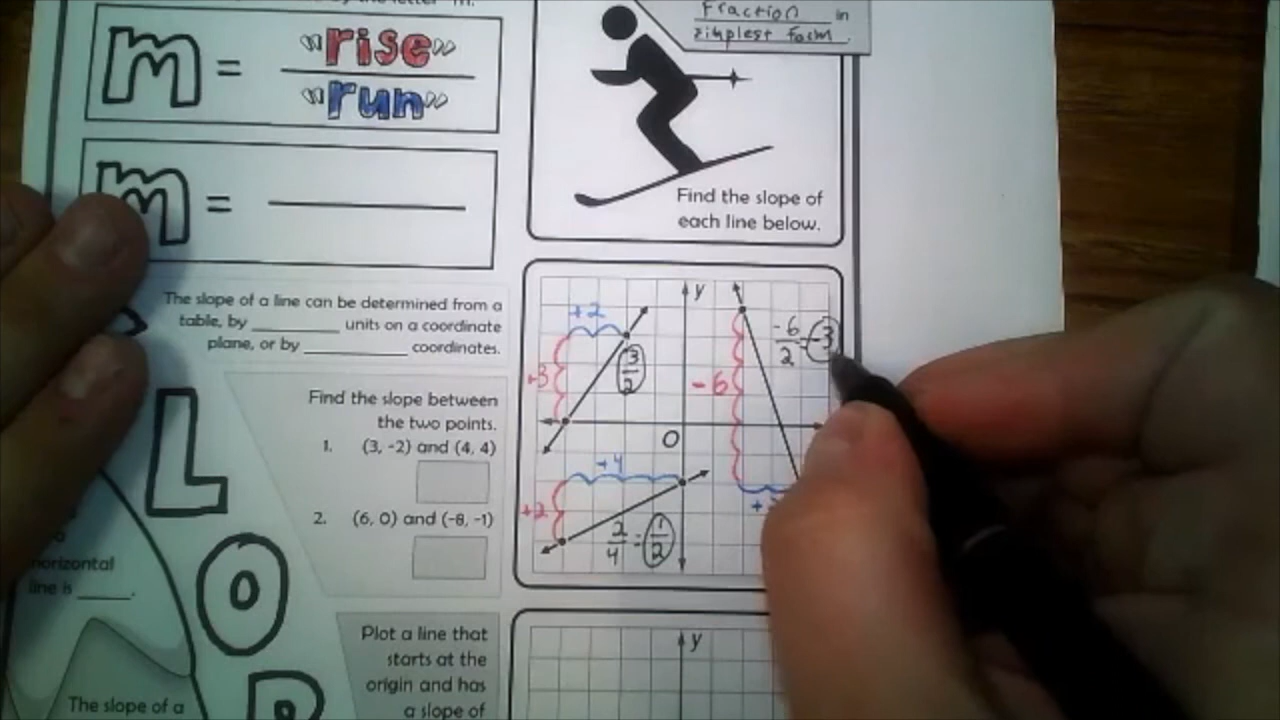 m = "rise"
"run"
m =
Fraction in
simplest form.
Find the slope of
each line below.
The slope of a line can be determined from a
table, by __________ units on a coordinate
plane, or by ____________ coordinates.
Find the slope between
the two points.
1. (3, -2) and (4, 4)
2. (6, 0) and (-8, -1)
+2
+3
3
2
y
-6
-6
2
=
-3
O
+4
+2
2
4
=
1
2
L
O
horizontal
line is ______.
The slope of a
Plot a line that
starts at the
origin and has
a slope of
y